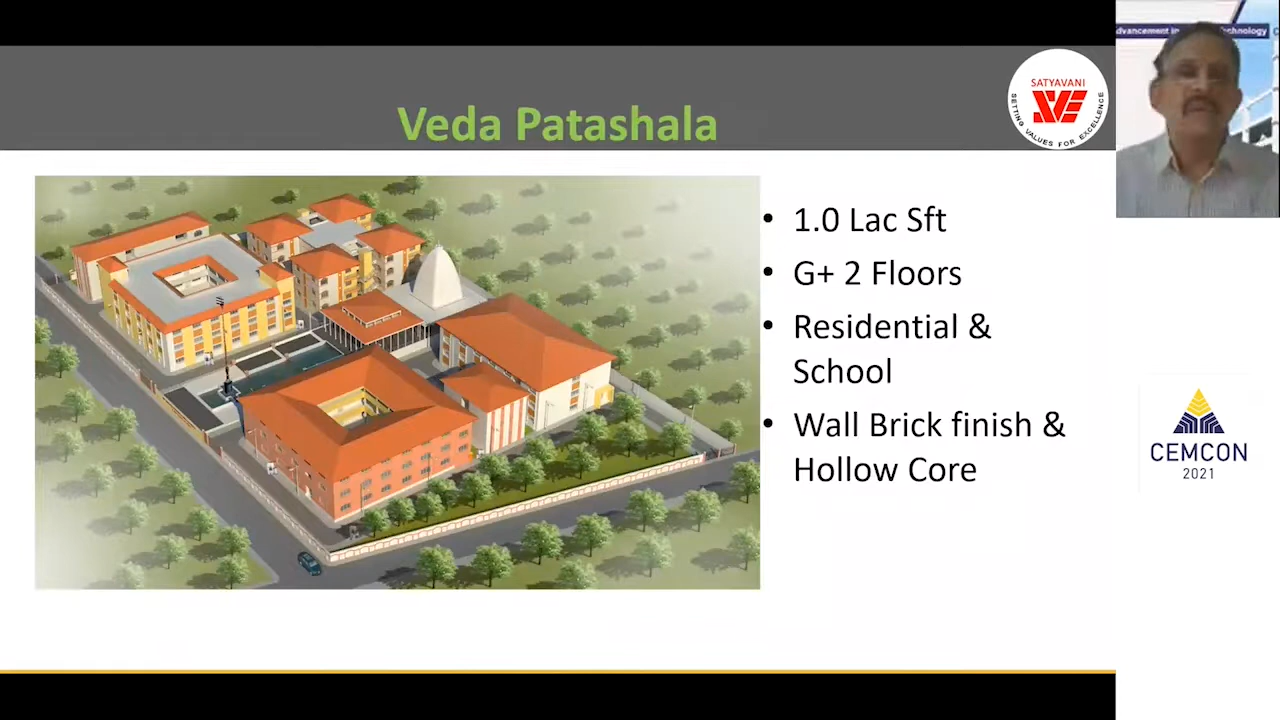 Veda Patashala
SATYAVANI
SETTING VALUES FOR EXCELLENCE
• 1.0 Lac Sft
• G+ 2 Floors
• Residential &
School
• Wall Brick finish &
Hollow Core
CEMCON
2021